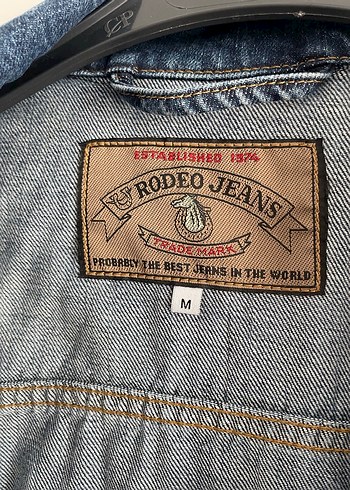 ESTABLISHED 1974
RODEO JEANS
TRADE MARK
PROBABLY THE BEST JEANS IN THE WORLD
M